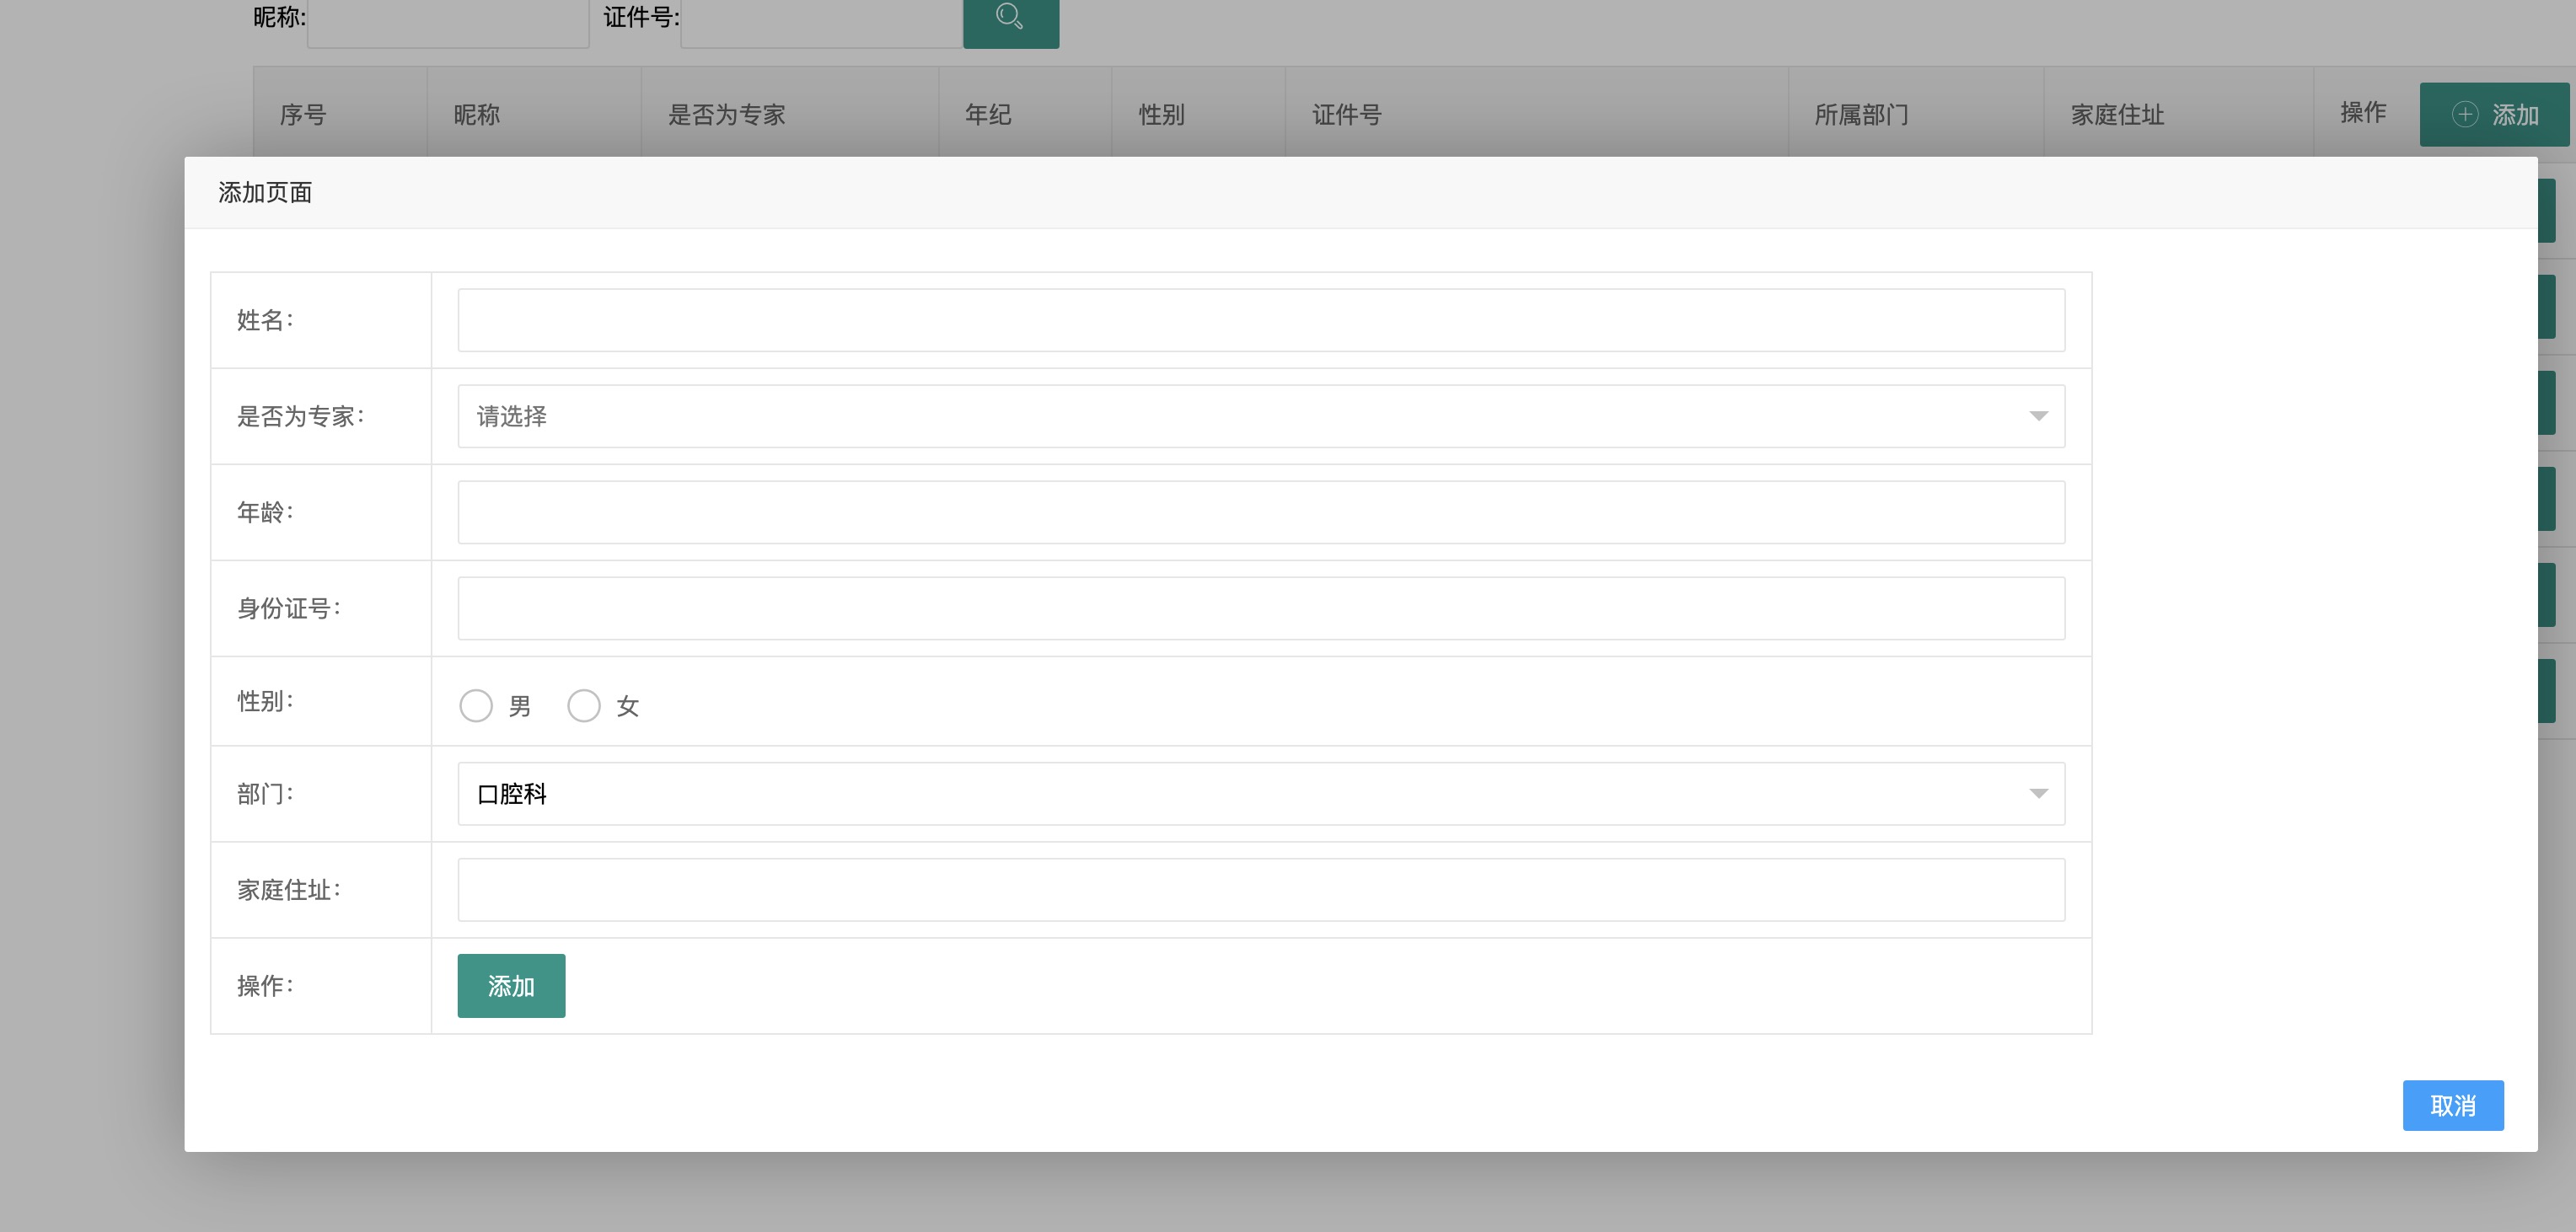 昵称: 证件号:
序号 昵称 是否为专家 年纪 性别 证件号 所属部门 家庭住址 操作 添加
添加页面
姓名：
是否为专家： 请选择
年龄：
身份证号：
性别： 男 女
部门： 口腔科
家庭住址：
操作： 添加
取消